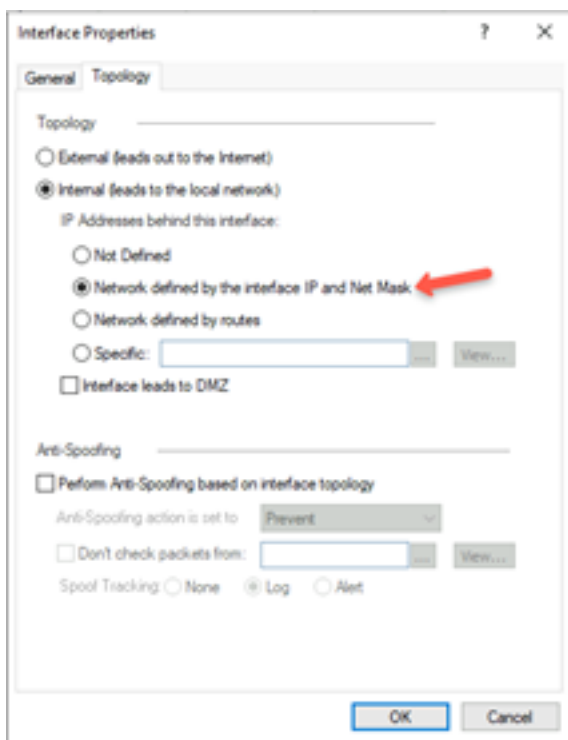 Interface Properties ? X
General Topology
Topology
External (leads out to the Internet)
Internal (leads to the local network)
IP Addresses behind this interface:
Not Defined
Network defined by the interface IP and Net Mask
Network defined by routes
Specific: ... View...
Interface leads to DMZ
Anti-Spoofing
Perform Anti-Spoofing based on interface topology
Anti-Spoofing action is set to Prevent
Don't check packets from: ... View...
Spoof Tracking: None Log Alert
OK Cancel